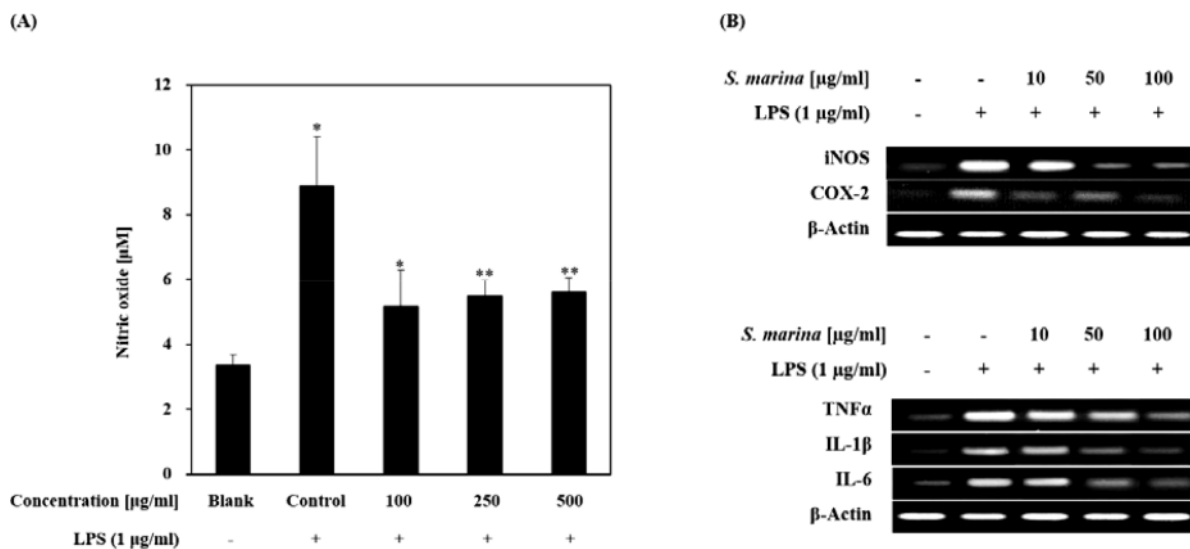 (A)
12
10
8
6
4
2
0
Nitric oxide [μM]
*
*
**
**
Concentration [μg/ml] Blank Control 100 250 500
LPS (1 μg/ml) - + + + +
(B)
S. marina [μg/ml] - - 10 50 100
LPS (1 μg/ml) - + + + +
iNOS
COX-2
β-Actin
S. marina [μg/ml] - - 10 50 100
LPS (1 μg/ml) - + + + +
TNFα
IL-1β
IL-6
β-Actin